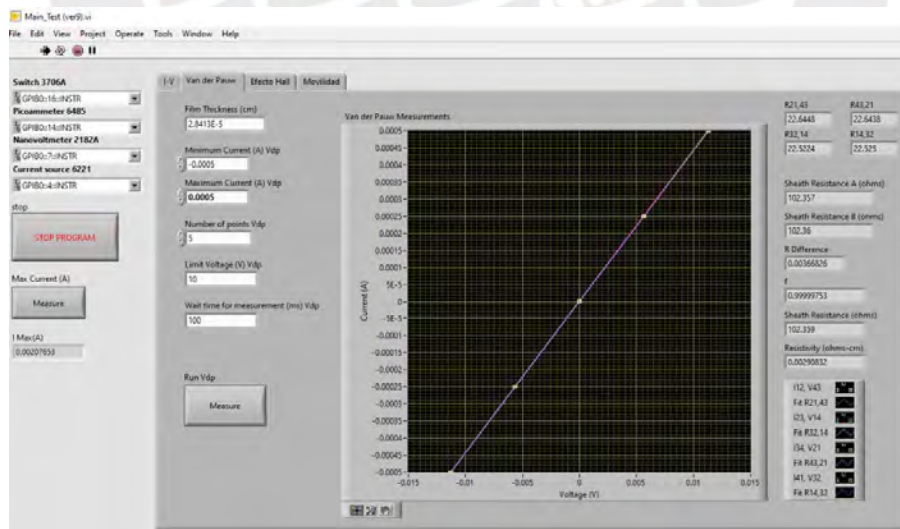 Main_Test (ver9).vi
File Edit View Project Operate Tools Window Help
Switch 3706A
GPIB0::16::INSTR
Picoammeter 6485
GPIB0::14::INSTR
Nanovoltmeter 2182A
GPIB0::7::INSTR
Current source 6221
GPIB0::4::INSTR
stop
STOP PROGRAM
Max Current (A)
Measure
I Max(A)
0.00207653
I-V Van der Pauw Efecto Hall Movilidad
Film Thickness (cm)
2.8413E-5
Minimum Current (A) Vdp
-0.0005
Maximum Current (A) Vdp
0.0005
Number of points Vdp
5
Limit Voltage (V) Vdp
10
Wait time for measurement (ms) Vdp
100
Run Vdp
Measure
Van der Pauw Measurements
Current (A)
0.0005
0.00045
0.0004
0.00035
0.0003
0.00025
0.0002
0.00015
0.0001
5E-5
0
-5E-5
-0.0001
-0.00015
-0.0002
-0.00025
-0.0003
-0.00035
-0.0004
-0.00045
-0.0005
-0.015 -0.01 -0.005 0 0.005 0.01 0.015
Voltage (V)
R21,43 R43,21
22.6448 22.6438
R32,14 R14,32
22.5224 22.525
Sheath Resistance A (ohms)
102.357
Sheath Resistance B (ohms)
102.36
R Difference
0.00366826
f
0.99999753
Sheath Resistance (ohms)
102.359
Resistivity (ohms-cm)
0.00290832
I12, V43
Fit R21,43
I23, V14
Fit R32,14
I34, V21
Fit R43,21
I41, V32
Fit R14,32